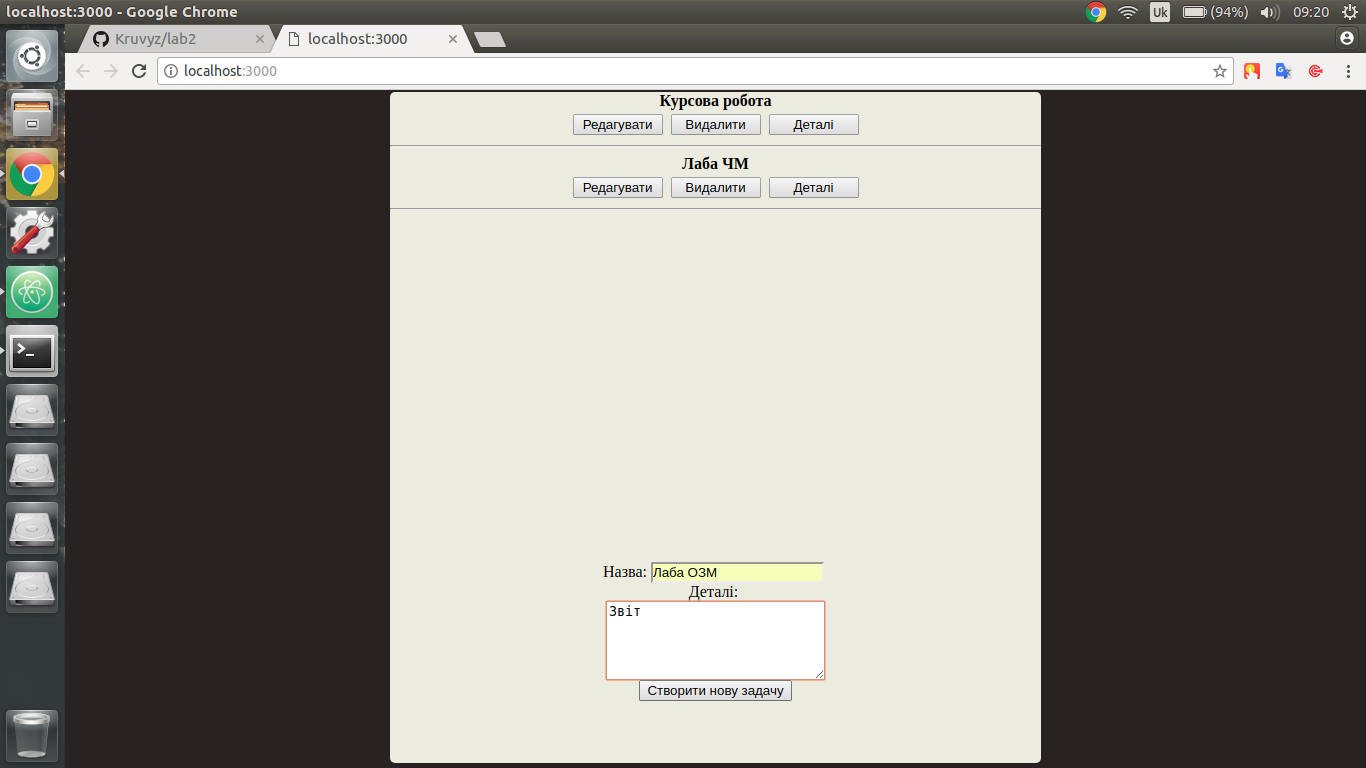 localhost:3000 - Google Chrome
Uk (94%) 09:20
Kruvyz/lab2
localhost:3000
localhost:3000
Курсова робота
Редагувати Видалити Деталі
Лаба ЧМ
Редагувати Видалити Деталі
Назва: Лаба ОЗМ
Деталі:
Звіт
Створити нову задачу